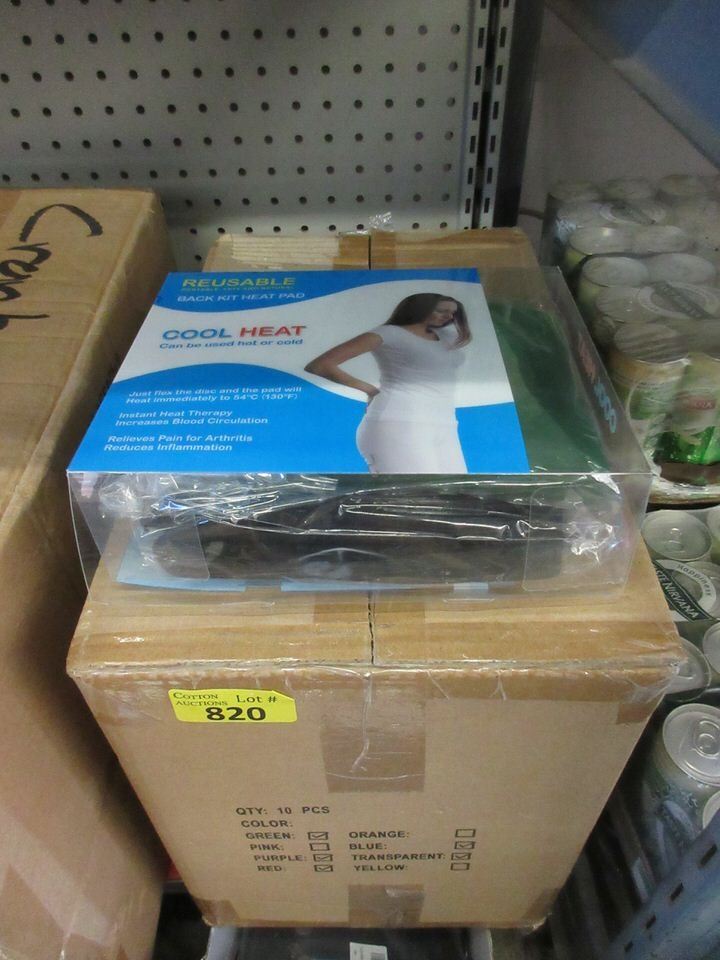 REUSABLE
BACK KIT HEAT PAD
COOL HEAT
Can be used hot or cold
Just flex the disc and the pad will
Heat immediately to 54°C (130°F)
Instant Heat Therapy
Increases Blood Circulation
Relieves Pain for Arthritis
Reduces Inflammation
COTTON
AUCTIONS
Lot #
820
QTY: 10 PCS
COLOR:
GREEN: ☑ ORANGE: ☐
PINK: ☐ BLUE: ☑
PURPLE: ☑ TRANSPARENT: ☑
RED: ☑ YELLOW: ☐
Happiness
NIRVANA